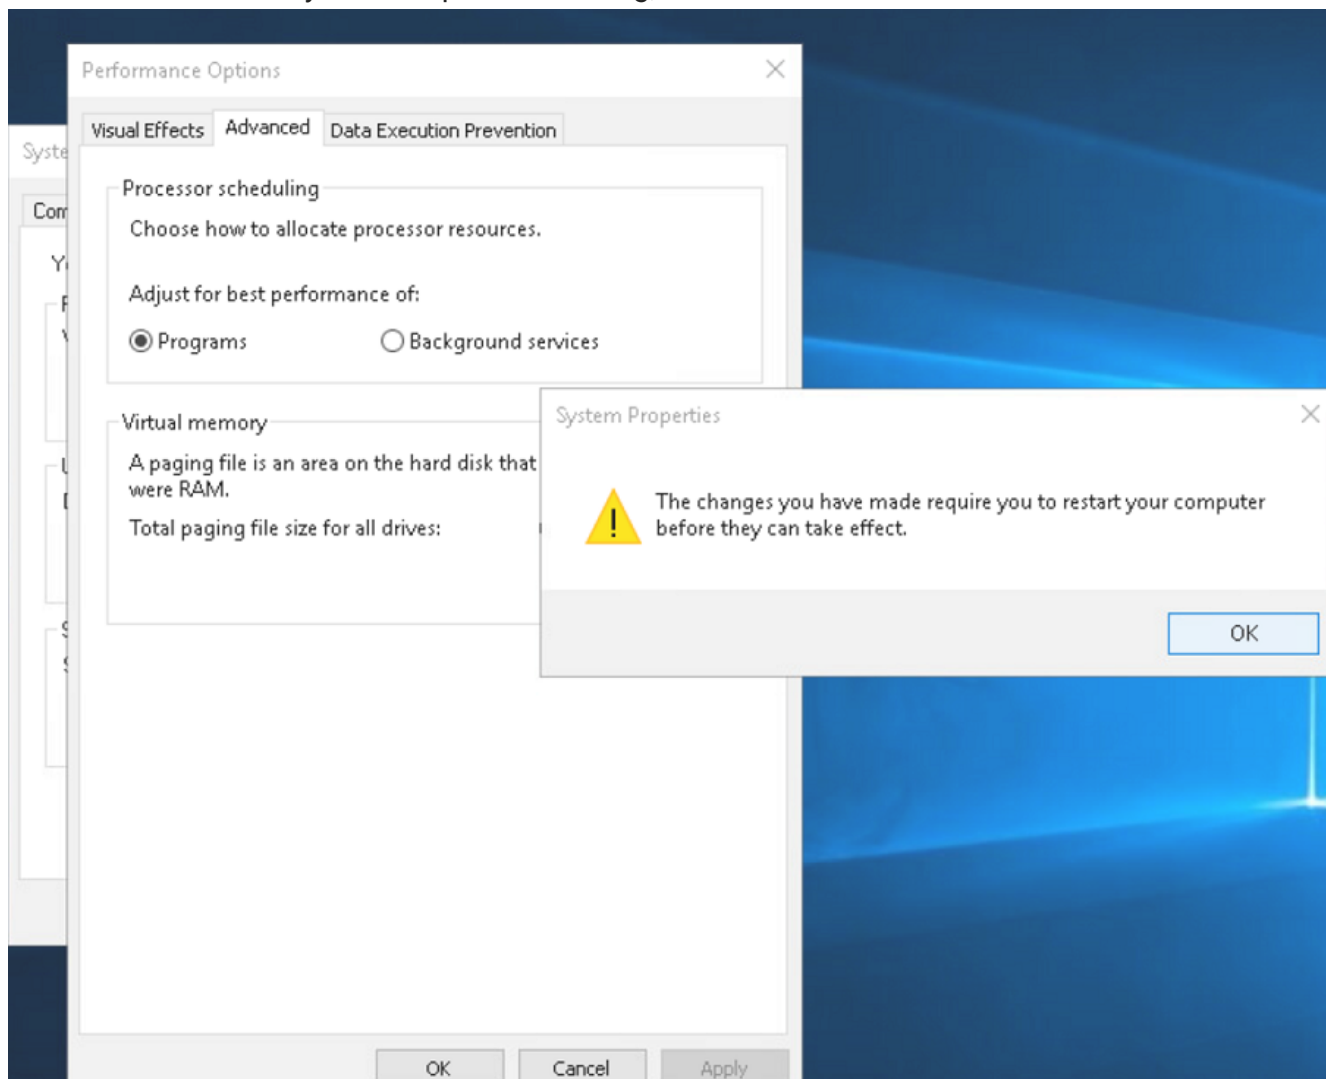 Performance Options
Visual Effects
Advanced
Data Execution Prevention
Syste
Com
Processor scheduling
Choose how to allocate processor resources.
Adjust for best performance of:
Programs
Background services
Virtual memory
A paging file is an area on the hard disk that
were RAM.
Total paging file size for all drives:
System Properties
The changes you have made require you to restart your computer
before they can take effect.
OK
OK
Cancel
Apply